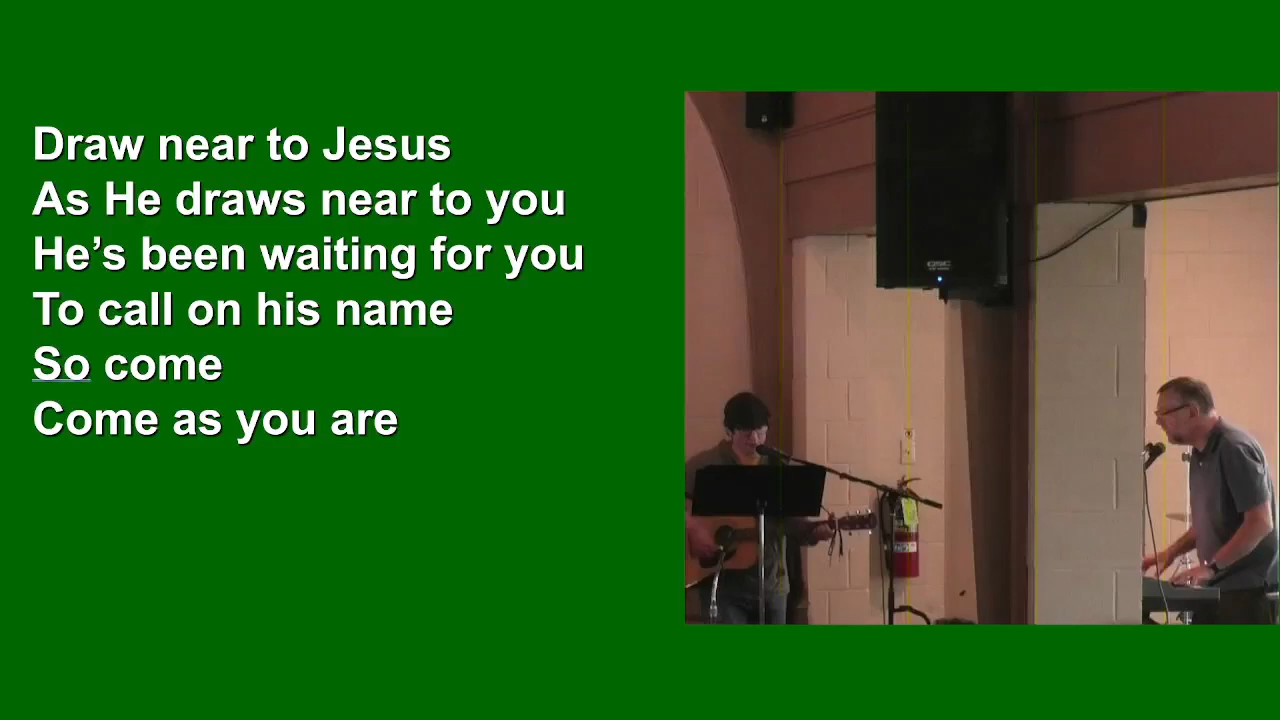 Draw near to Jesus
As He draws near to you
He’s been waiting for you
To call on his name
So come
Come as you are
QSC